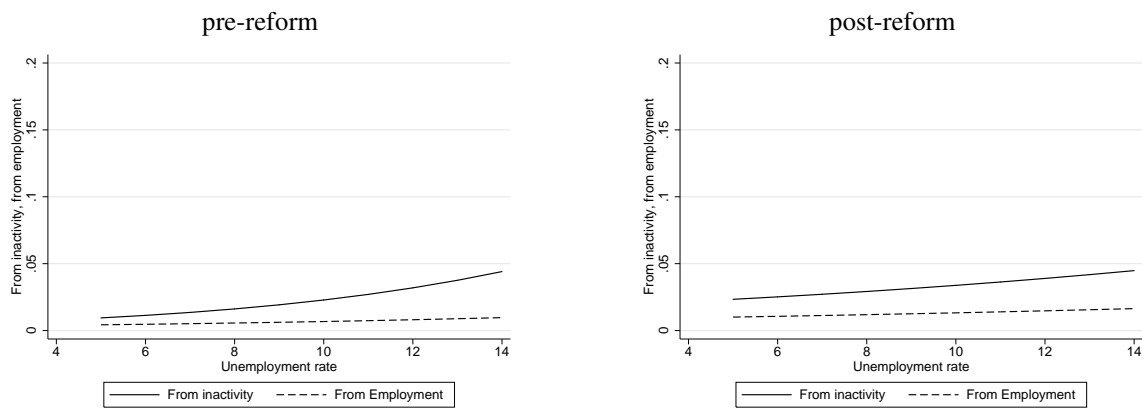 pre-reform
From inactivity, from employment
.2
.15
.1
.05
0
4 6 8 10 12 14
Unemployment rate
From inactivity From Employment
post-reform
From inactivity, from employment
.2
.15
.1
.05
0
4 6 8 10 12 14
Unemployment rate
From inactivity From Employment